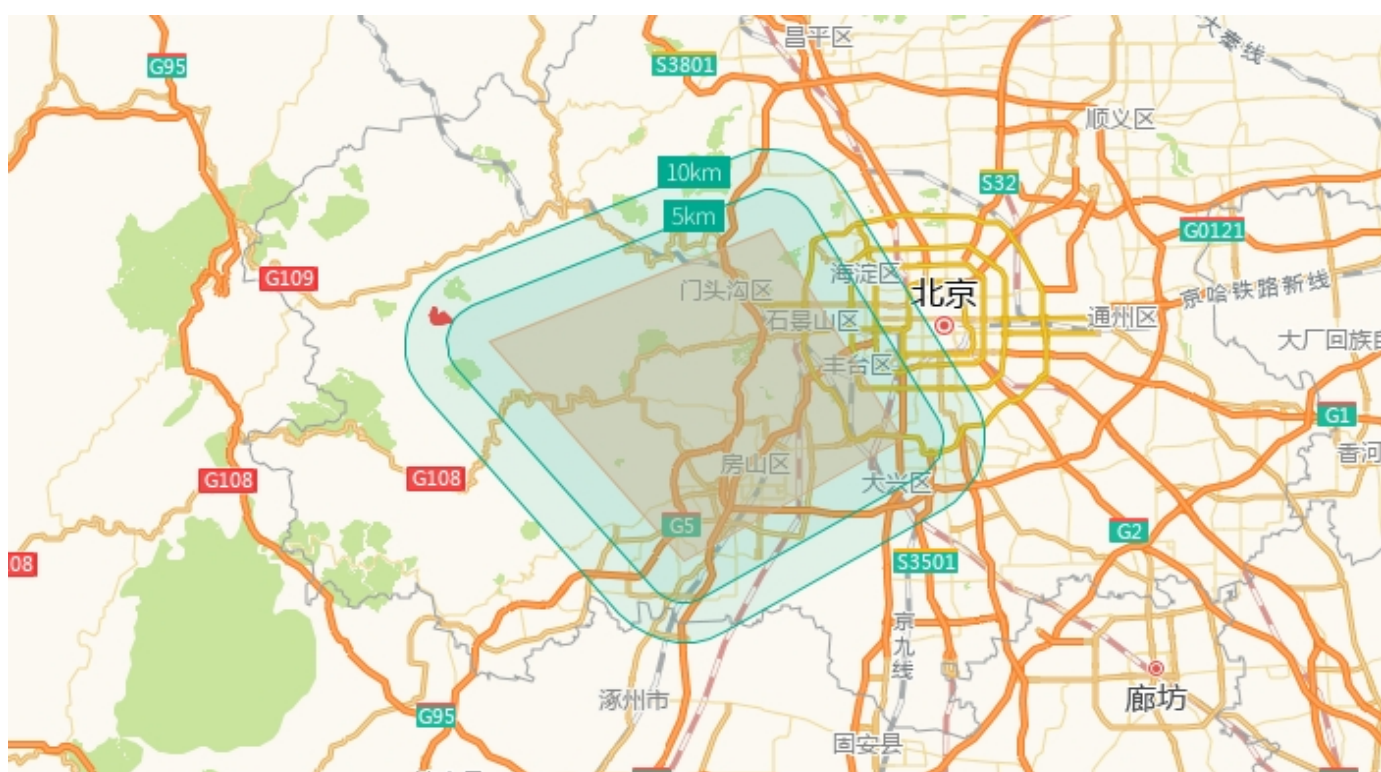 昌平区
大秦线
G95
S3801
顺义区
10km
S32
5km
G0121
G109
海淀区
门头沟区
北京
京哈铁路新线
石景山区
通州区
大厂回族自
丰台区
G1
香河
房山区
大兴区
G108
G108
G5
G2
08
S3501
京九线
涿州市
廊坊
G95
固安县